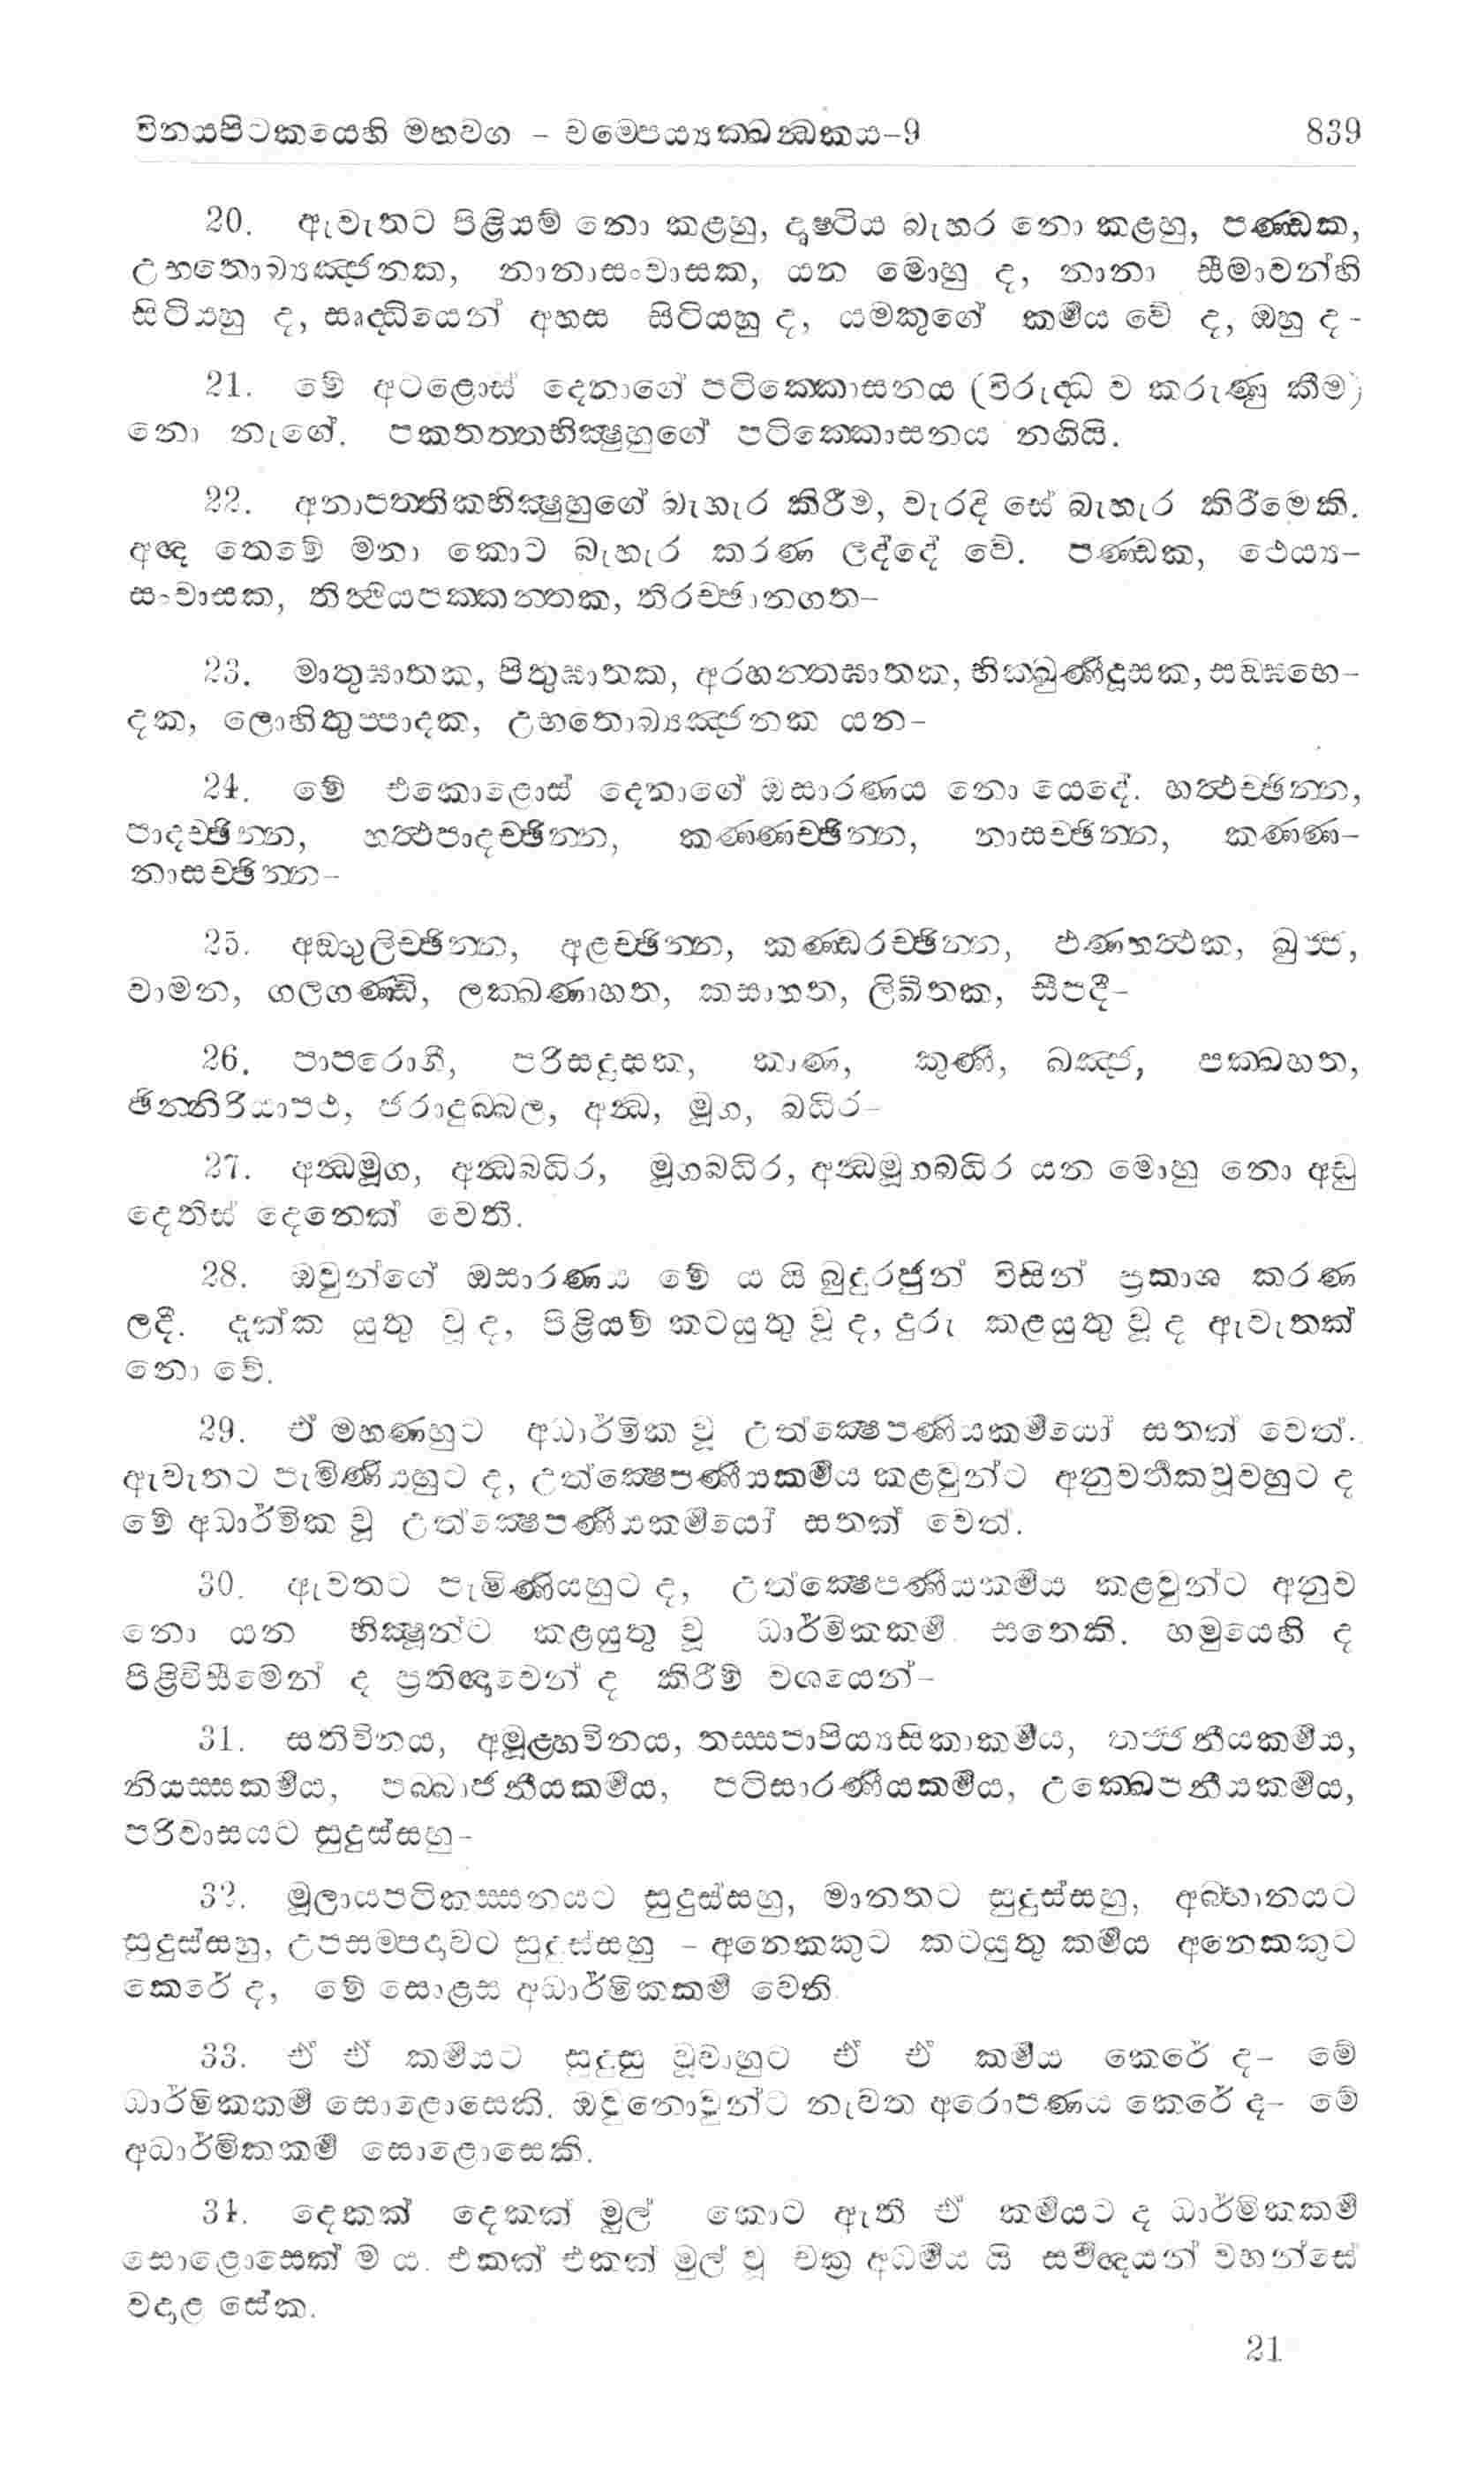 විනයපිටකයෙහි මහවග - චම්පෙය්‍යක්ඛන්ධකය-9 839
20. ඇවැතට පිළියම් නො කළහු, දෘෂ්ටිය බැහර නො කළහු, පණ්ඩක,
උභතොබ්‍යඤ්ජනක, නානාසංවාසක, යන මොහු ද, නානා සීමාවන්හි
සිටියහු ද, සෘද්ධියෙන් අහස සිටියහු ද, යමකුගේ කර්‍මය වේ ද, ඔහු ද -
21. මේ අටළොස් දෙනාගේ පටික්කොසනය (විරුද්ධ ව කරුණු කීම)
නො නැගේ. පකතත්තභික්‍ෂුහුගේ පටික්කොසනය නගියි.
22. අනාපත්තිකභික්‍ෂුහුගේ බැහැර කිරීම, වැරදි සේ බැහැර කිරීමෙකි.
අඥ තෙමේ මනා කොට බැහැර කරණ ලද්දේ වේ. පණ්ඩක, ථෙය්‍ය-
සංවාසක, තිත්‍ථියපක්කන්තක, තිරච්ඡානගත-
23. මාතුඝාතක, පිතුඝාතක, අරහන්තඝාතක, භික්ඛුණීදූසක, සඞ්ඝභෙ-
දක, ලොහිතුප්පාදක, උභතොබ්‍යඤ්ජනක යන-
24. මේ එකොළොස් දෙනාගේ ඔසාරණය නො යෙදේ. හත්‍ථච්ඡින්න,
පාදච්ඡින්න, හත්‍ථපාදච්ඡින්න, කණ්ණච්ඡින්න, නාසච්ඡින්න, කණ්ණ-
නාසච්ඡින්න-
25. අඞ්ගුලිච්ඡින්න, අළච්ඡින්න, කණ්ඩරච්ඡින්න, ඵණහත්‍ථක, ඛුජ්ජ,
වාමන, ගලගණ්ඩි, ලක්ඛණාහත, කසාහත, ලිඛිතක, සීපදී-
26. පාපරොගී, පරිසදූසක, කාණ, කුණී, ඛඤ්ජ, පක්ඛහත,
ඡින්නිරියාපථ, ජරාදුබ්බල, අන්‍ධ, මූග, බධිර-
27. අන්‍ධමූග, අන්‍ධබධිර, මූගබධිර, අන්‍ධමූගබධිර යන මොහු නො අඩු
දෙතිස් දෙනෙක් වෙති.
28. ඔවුන්ගේ ඔසාරණය මේ ය යි බුදුරජුන් විසින් ප්‍රකාශ කරණ
ලදී. දැක්ක යුතු වූ ද, පිළියම් කටයුතු වූ ද, දුරු කළයුතු වූ ද ඇවැතක්
නො වේ.
29. ඒ මහණහුට අධාර්මික වූ උත්ක්‍ෂෙපණීයකර්‍මයෝ සතක් වෙත්.
ඇවැතට පැමිණියහුට ද, උත්ක්‍ෂෙපණීයකර්‍මය කළවුන්ට අනුවර්‍තකවූවහුට ද
මේ අධාර්මික වූ උත්ක්‍ෂෙපණීයකර්‍මයෝ සතක් වෙත්.
30. ඇවතට පැමිණියහුට ද, උත්ක්‍ෂෙපණීයකර්‍මය කළවුන්ට අනුව
නො යන භික්‍ෂූන්ට කළයුතු වූ ධාර්මිකකර්‍ම සතෙකි. හමුයෙහි ද
පිළිවිසීමෙන් ද ප්‍රතිඥාවෙන් ද කිරීම් වශයෙන්-
31. සතිවිනය, අමූළ්හවිනය, තස්සපාපිය්‍යසිකාකර්‍මය, තජ්ජනීයකර්‍මය,
නියස්සකර්‍මය, පබ්බාජනීයකර්‍මය, පටිසාරණීයකර්‍මය, උක්ඛෙපනීයකර්‍මය,
පරිවාසයට සුදුස්සහු-
32. මූලායපටිකස්සනයට සුදුස්සහු, මානතට සුදුස්සහු, අබ්භානයට
සුදුස්සහු, උපසම්පදාවට සුදුස්සහු - අනෙකකුට කටයුතු කර්‍මය අනෙකකුට
කෙරේ ද, මේ සොළස අධාර්මිකකර්‍ම වෙති
33. ඒ ඒ කර්‍මයට සුදුසු වූවාහුට ඒ ඒ කර්‍මය කෙරේ ද- මේ
ධාර්මිකකර්‍ම සොළොසෙකි. ඔවුනොවුන්ට නැවත අරොපණය කෙරේ ද- මේ
අධාර්මිකකර්‍ම සොළොසෙකි.
34. දෙකක් දෙකක් මුල් කොට ඇති ඒ කර්‍මයට ද ධාර්මිකකර්‍ම
සොළොසෙක් ම ය. එකක් එකක් මුල් වූ චක්‍ර අධර්‍මය යි සර්‍වඥයන් වහන්සේ
වදාළ සේක.
21